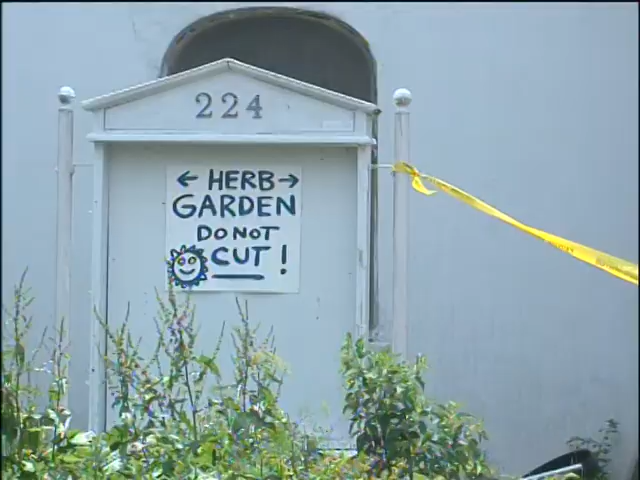 224
← HERB →
GARDEN
DO NOT
CUT!